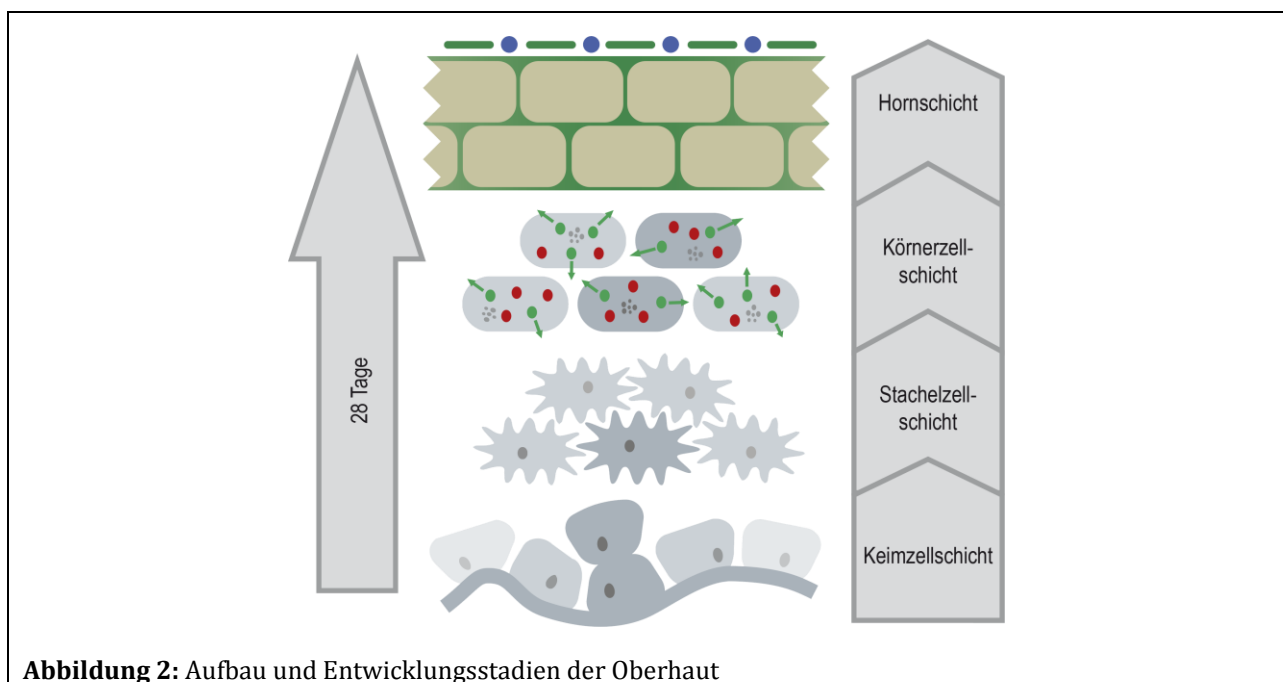 28 Tage
Hornschicht
Körnerzell-
schicht
Stachelzell-
schicht
Keimzellschicht
Abbildung 2: Aufbau und Entwicklungsstadien der Oberhaut